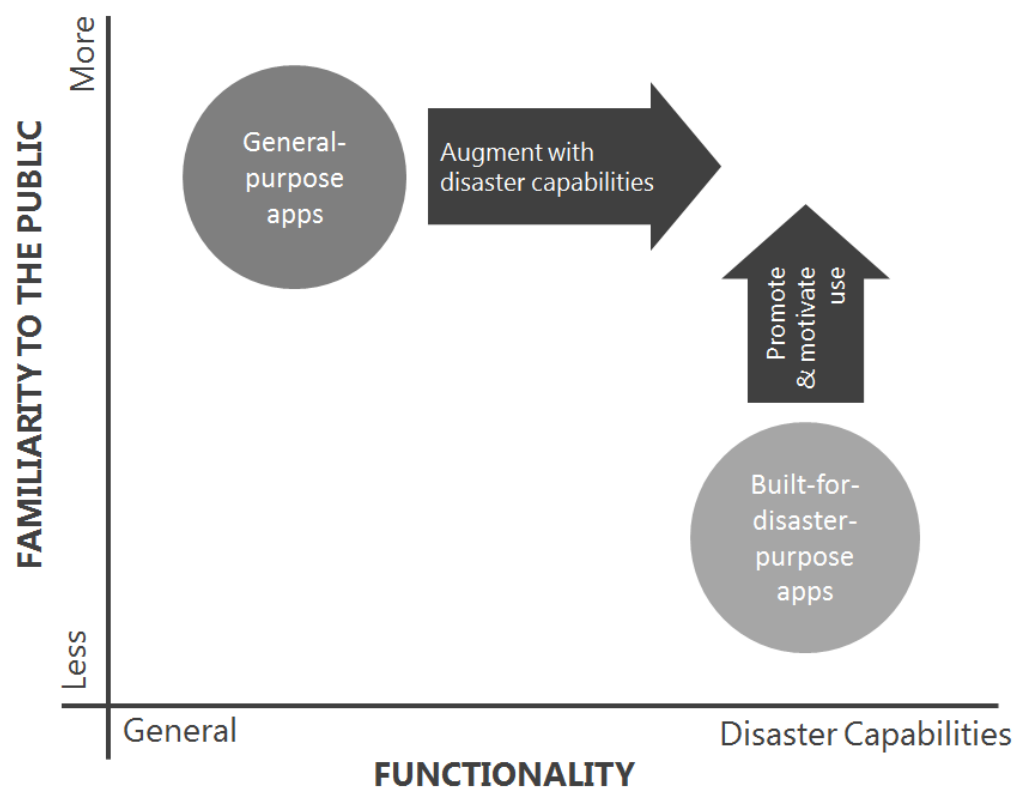 More
FAMILIARITY TO THE PUBLIC
Less
General-
purpose
apps
Augment with
disaster capabilities
Promote
& motivate
use
Built-for-
disaster-
purpose
apps
General
Disaster Capabilities
FUNCTIONALITY